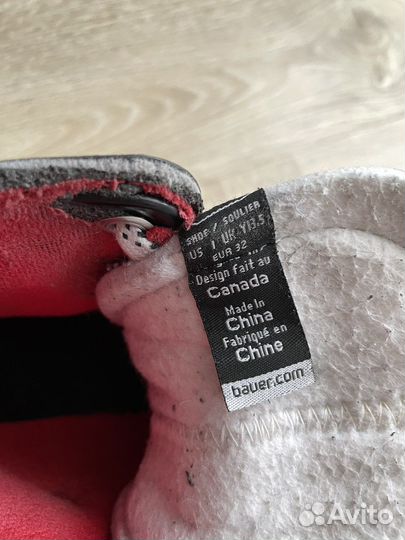 SHOE / SOULIER
US 1 UK Y13.5
EUR 32
Design fait au
Canada
Made in
China
Fabriqué en
Chine
bauer.com
Avito